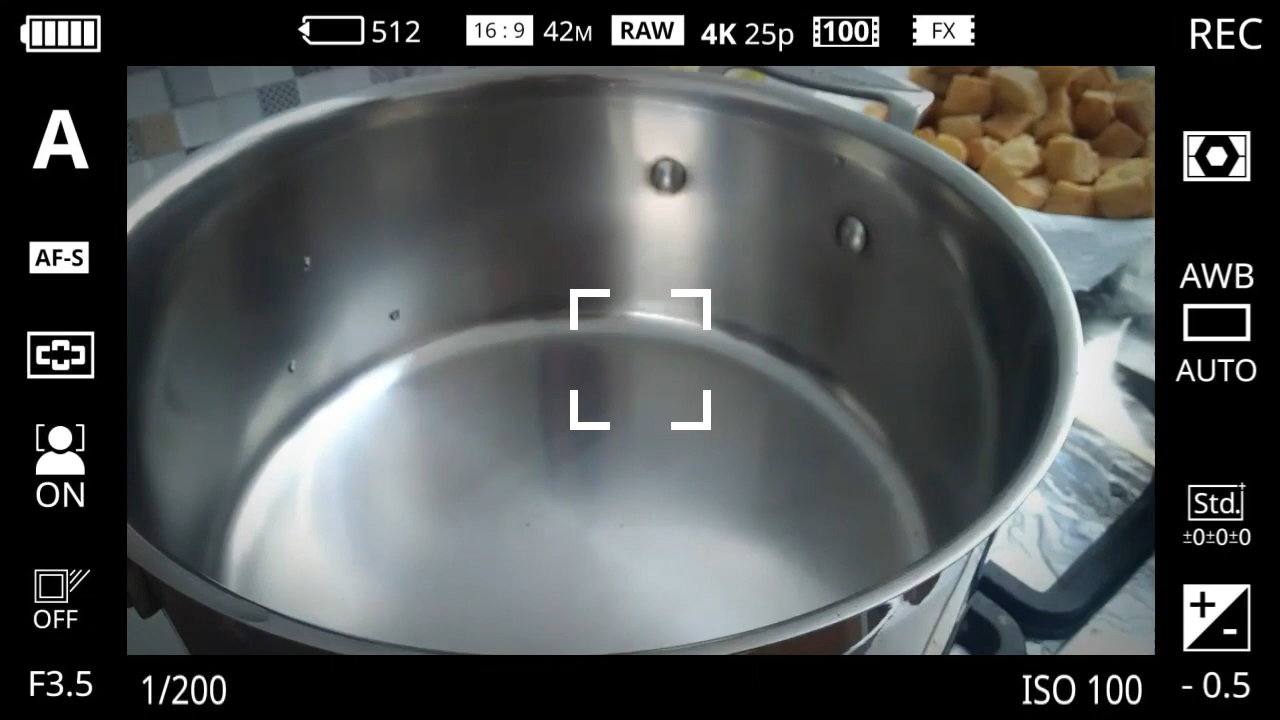 512 16 : 9 42M RAW 4K 25p 100 FX REC
A
AF-S
AWB
AUTO
ON
Std.+
±0±0±0
OFF
F3.5 1/200 ISO 100 - 0.5